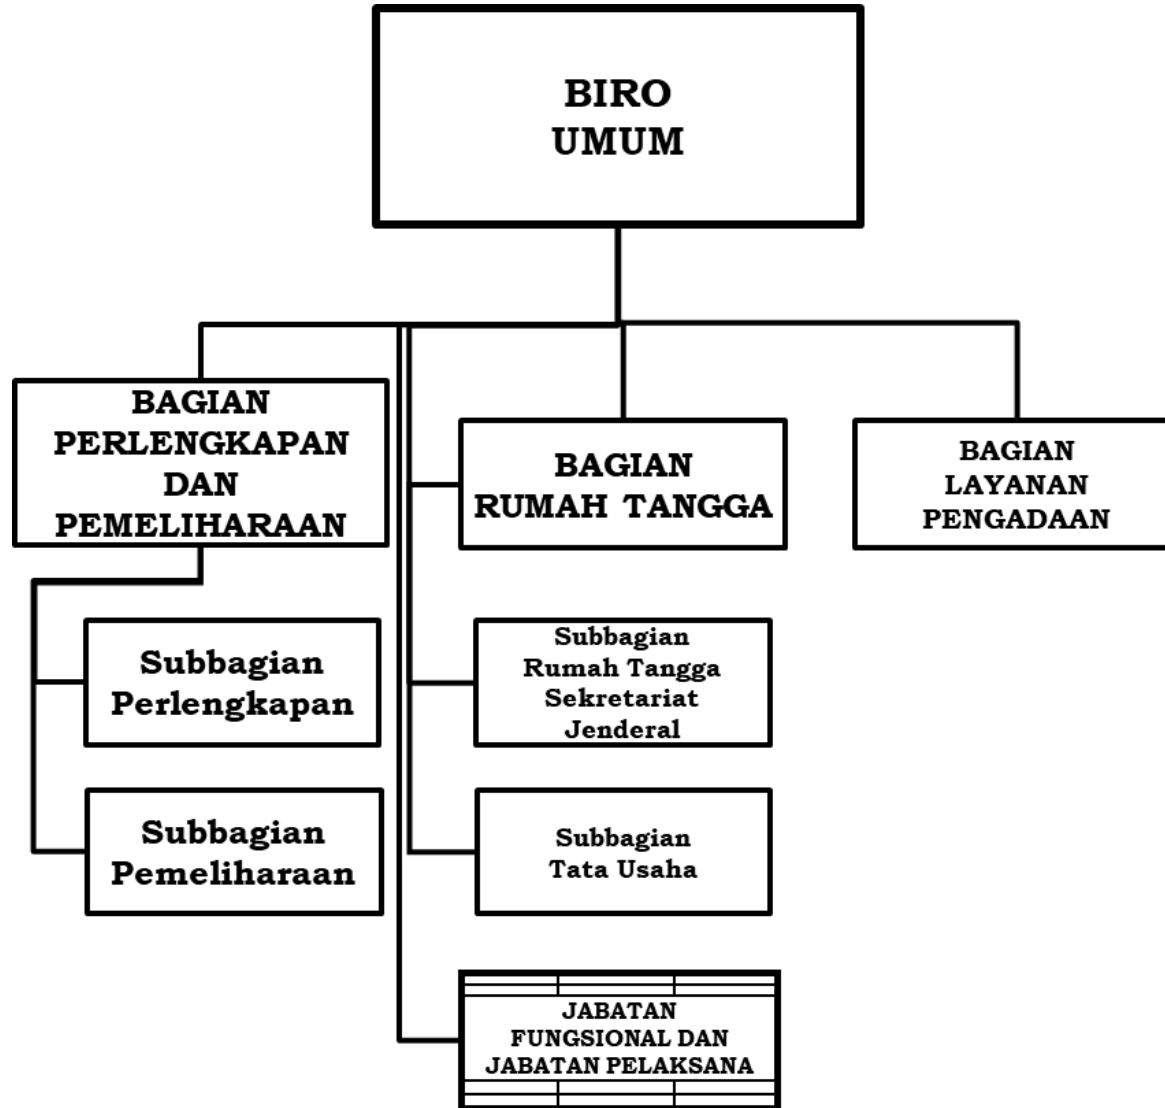 BIRO
UMUM
BAGIAN
PERLENGKAPAN
DAN
PEMELIHARAAN
BAGIAN
RUMAH TANGGA
BAGIAN
LAYANAN
PENGADAAN
Subbagian
Perlengkapan
Subbagian
Rumah Tangga
Sekretariat
Jenderal
Subbagian
Pemeliharaan
Subbagian
Tata Usaha
JABATAN
FUNGSIONAL DAN
JABATAN PELAKSANA